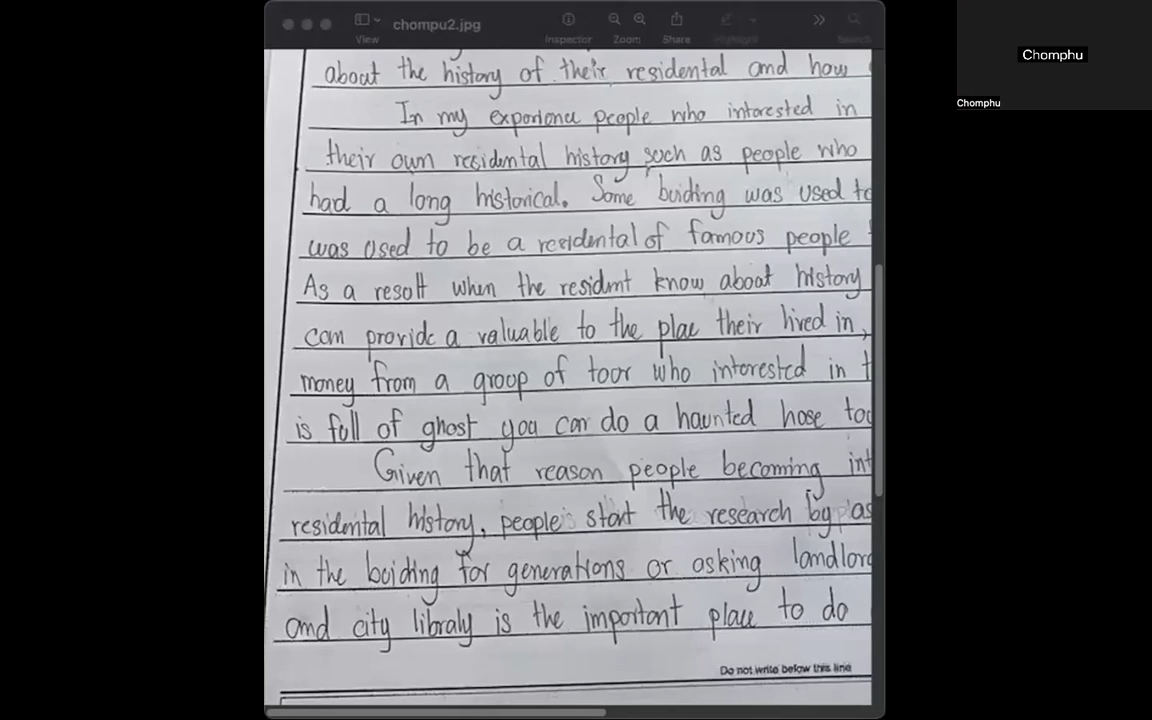 chompu2.jpg
View
Inspector
Zoom
Share
Highlight
Search
Chomphu
Chomphu
about the history of their residental and how
In my experience people who interested in
their own residental history such as people who
had a long historical. Some buiding was used to
was used to be a residental of famous people
As a result when the resident know about history
can provide a valuable to the place their lived in,
money from a group of tour who interested in
is full of ghost you can do a haunted hose
Given that reason people becoming int
residental history, people start the research by as
in the buiding for generations or asking landlor
and city libraly is the important place to do
Do not write below this line